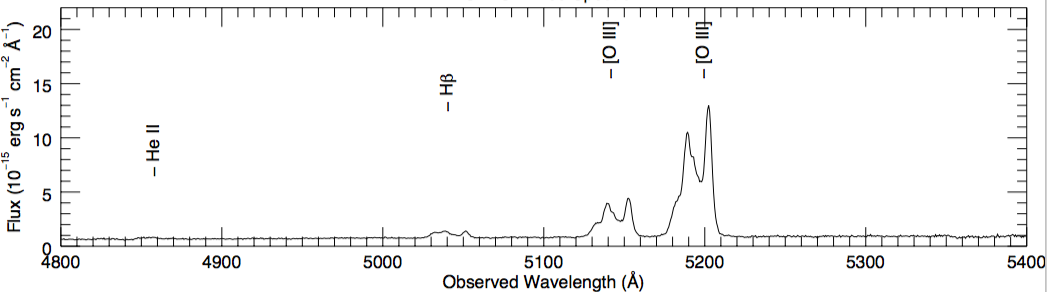 20
15
10
5
0
Flux (10⁻¹⁵ erg s⁻¹ cm⁻² Å⁻¹)
– He II
– Hβ
– [O III]
– [O III]
4800 4900 5000 5100 5200 5300 5400
Observed Wavelength (Å)